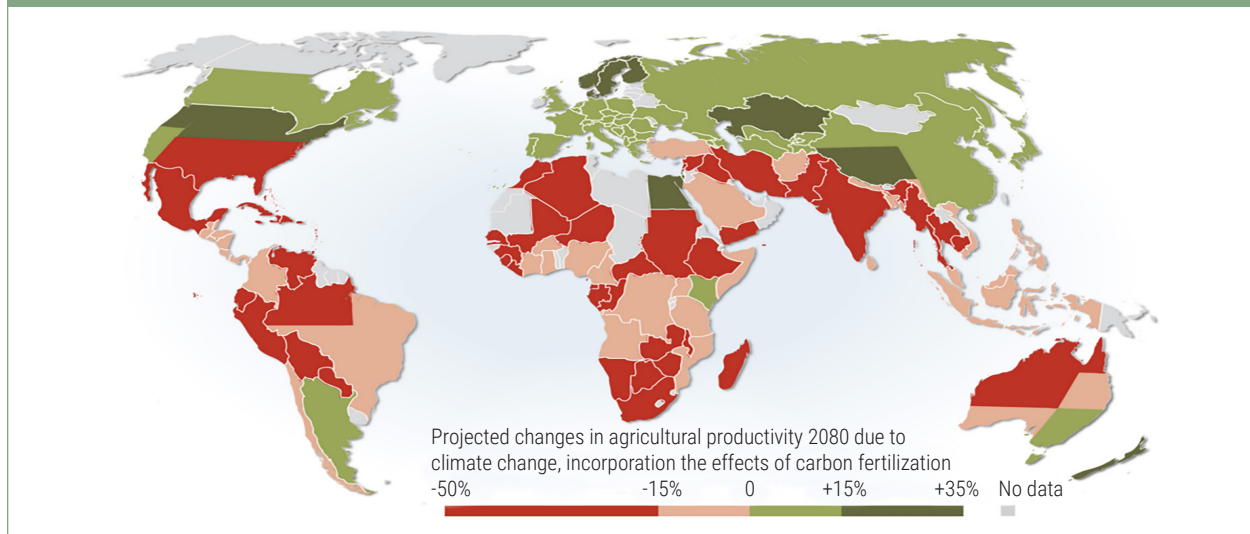 Projected changes in agricultural productivity 2080 due to
climate change, incorporation the effects of carbon fertilization
-50% -15% 0 +15% +35% No data